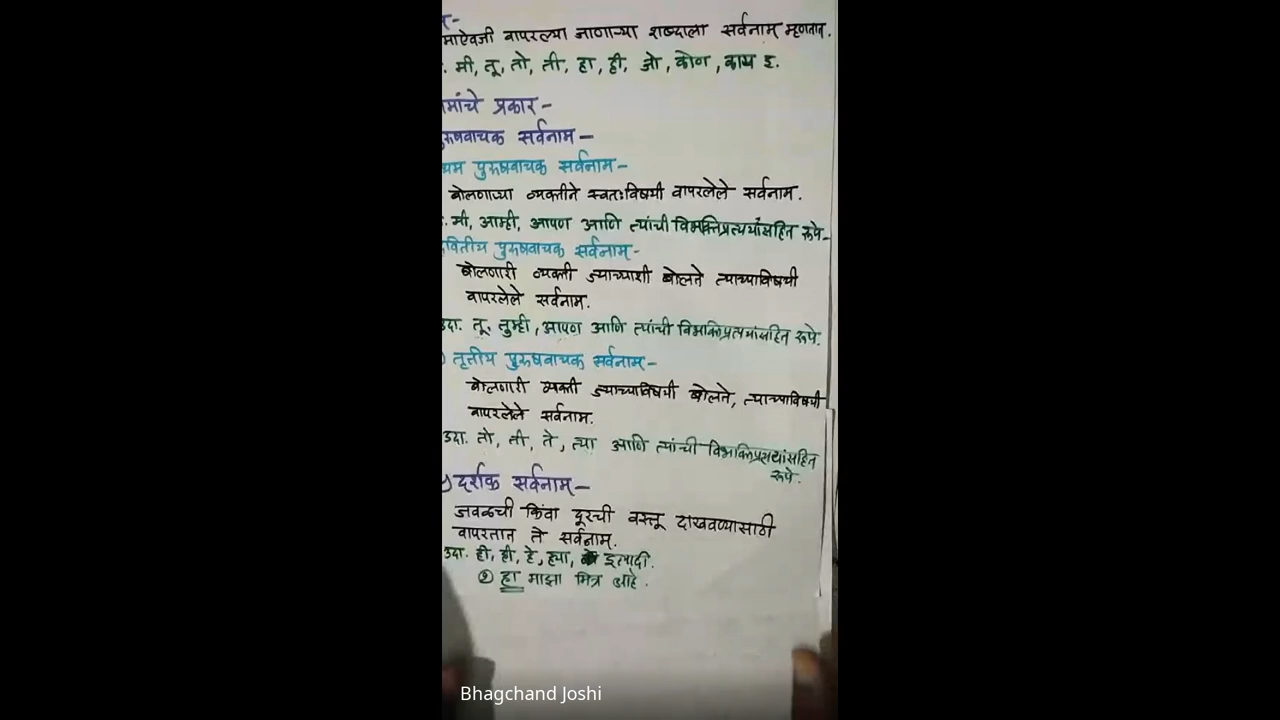 माऐवजी वापरल्या जाणाऱ्या शब्दाला सर्वनाम म्हणतात.
. मी, तू, तो, ती, हा, ही, जो, कोण, काय इ.
मांचे प्रकार-
पुरुषवाचक सर्वनाम-
थम पुरुषवाचक सर्वनाम-
बोलणाऱ्या व्यक्तीने स्वतःविषयी वापरलेले सर्वनाम.
. मी, आम्ही, आपण आणि त्यांची विभक्तिप्रत्ययांसहित रूपे-
द्वितीय पुरुषवाचक सर्वनाम-
बोलणारी व्यक्ती ज्याच्याशी बोलते त्याच्याविषयी
वापरलेले सर्वनाम.
उदा. तू, तुम्ही, आपण आणि त्यांची विभक्तिप्रत्ययांसहित रूपे.
) तृतीय पुरुषवाचक सर्वनाम-
बोलणारी व्यक्ती ज्याच्याविषयी बोलते, त्याच्याविषयी
वापरलेले सर्वनाम.
उदा. तो, ती, ते, त्या आणि त्यांची विभक्तिप्रत्ययांसहित
रूपे.
) दर्शक सर्वनाम-
जवळची किंवा दूरची वस्तू दाखवण्यासाठी
वापरतात ते सर्वनाम.
उदा. ही, ही, हे, ह्या, इत्यादी.
① हा माझा मित्र आहे.
Bhagchand Joshi